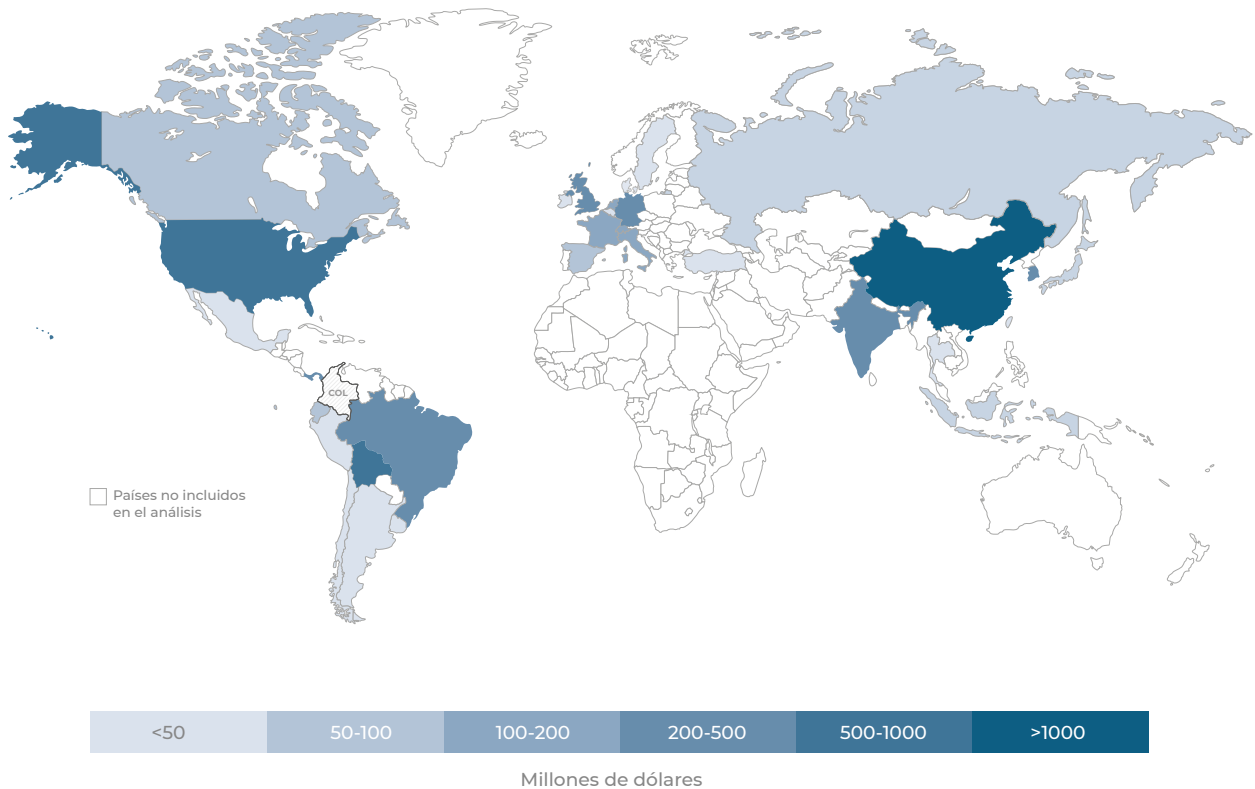 COL
Países no incluidos
en el análisis
<50
50-100
100-200
200-500
500-1000
>1000
Millones de dólares